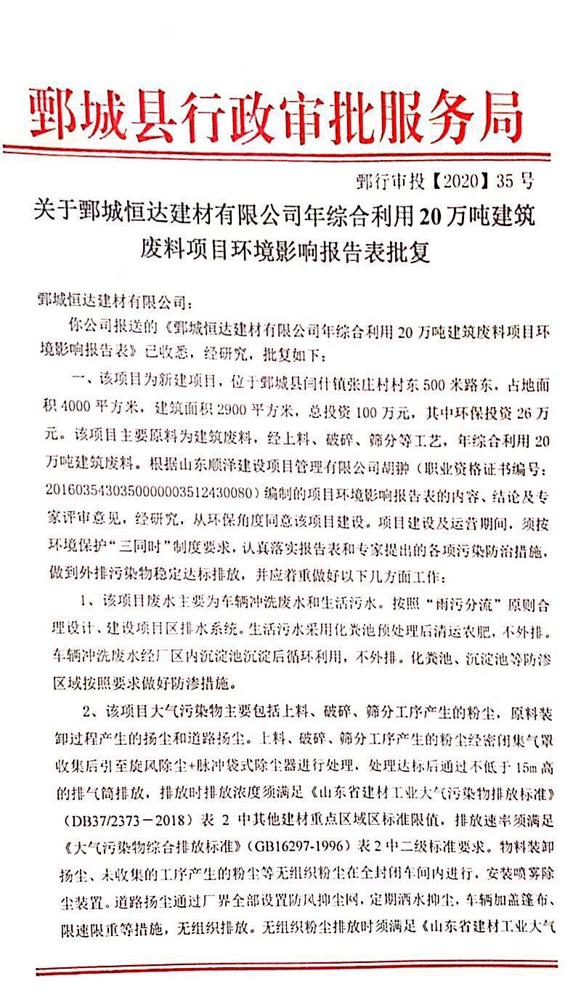 鄄城县行政审批服务局
鄄行审投【2020】35号
关于鄄城恒达建材有限公司年综合利用20万吨建筑
废料项目环境影响报告表批复
鄄城恒达建材有限公司：
你公司报送的《鄄城恒达建材有限公司年综合利用20万吨建筑废料项目环
境影响报告表》已收悉，经研究，批复如下：
一、该项目为新建项目，位于鄄城县闫什镇张庄村村东500米路东，占地面
积4000平方米，建筑面积2900平方米，总投资100万元，其中环保投资26万
元。该项目主要原料为建筑废料，经上料、破碎、筛分等工艺，年综合利用20
万吨建筑废料。根据山东顺泽建设项目管理有限公司胡翀（职业资格证书编号：
2016035430350000003512430080）编制的项目环境影响报告表的内容、结论及专
家评审意见，经研究，从环保角度同意该项目建设。项目建设及运营期间，须按
环境保护“三同时”制度要求，认真落实报告表和专家提出的各项污染防治措施，
做到外排污染物稳定达标排放，并应着重做好以下几方面工作：
1、该项目废水主要为车辆冲洗废水和生活污水。按照“雨污分流”原则合
理设计、建设项目区排水系统。生活污水采用化粪池预处理后清运农肥，不外排。
车辆冲洗废水经厂区内沉淀池沉淀后循环利用，不外排。化粪池、沉淀池等防渗
区域按照要求做好防渗措施。
2、该项目大气污染物主要包括上料、破碎、筛分工序产生的粉尘，原料装
卸过程产生的扬尘和道路扬尘。上料、破碎、筛分工序产生的粉尘经密闭集气罩
收集后引至旋风除尘+脉冲袋式除尘器进行处理，处理达标后通过不低于15m高
的排气筒排放，排放时排放浓度须满足《山东省建材工业大气污染物排放标准》
（DB37/2373－2018）表 2 中其他建材重点区域区标准限值，排放速率须满足
《大气污染物综合排放标准》（GB16297-1996）表2中二级标准要求。物料装卸
扬尘、未收集的工序产生的粉尘等无组织粉尘在全封闭车间内进行，安装喷雾除
尘装置。道路扬尘通过厂界全部设置防风抑尘网，定期洒水抑尘，车辆加盖篷布、
限速限重等措施，无组织排放。无组织粉尘排放时须满足《山东省建材工业大气